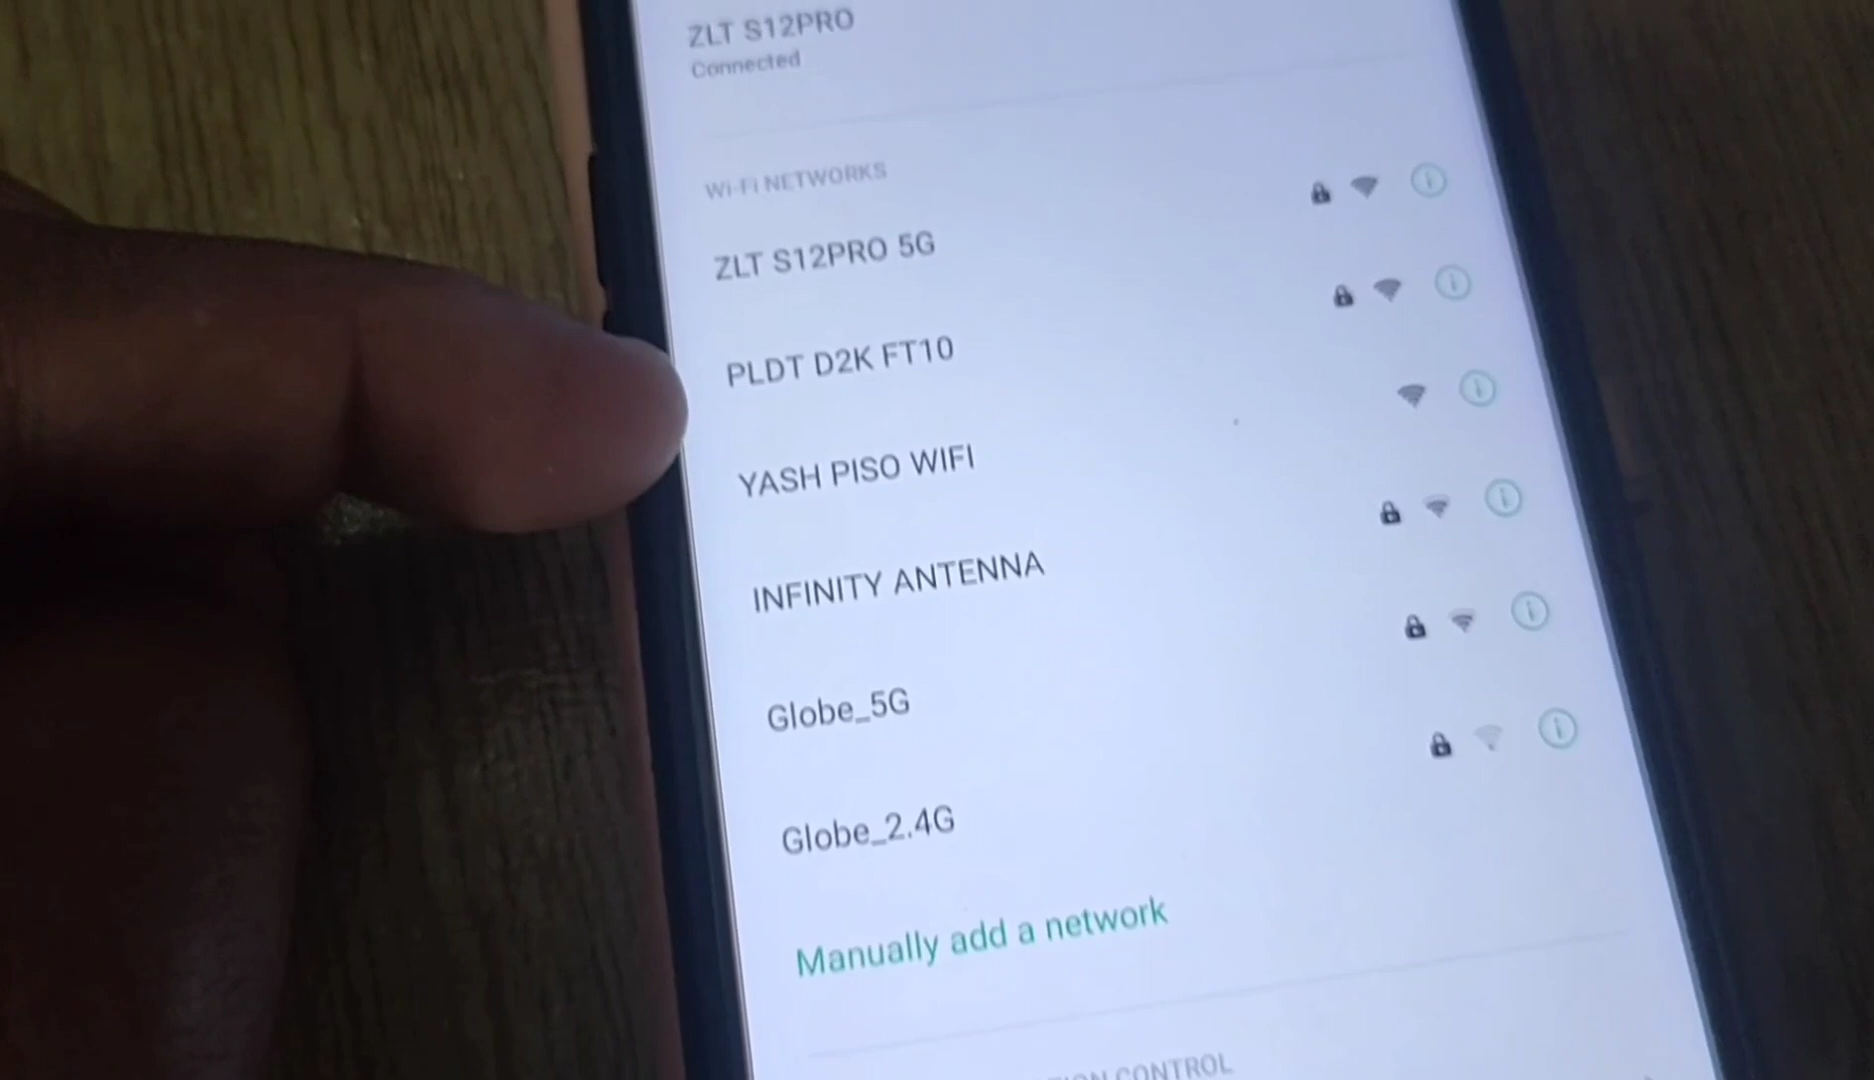 ZLT S12PRO
Connected
Wi-Fi NETWORKS
ZLT S12PRO 5G
PLDT D2K FT10
YASH PISO WIFI
INFINITY ANTENNA
Globe_5G
Globe_2.4G
Manually add a network
CONTROL